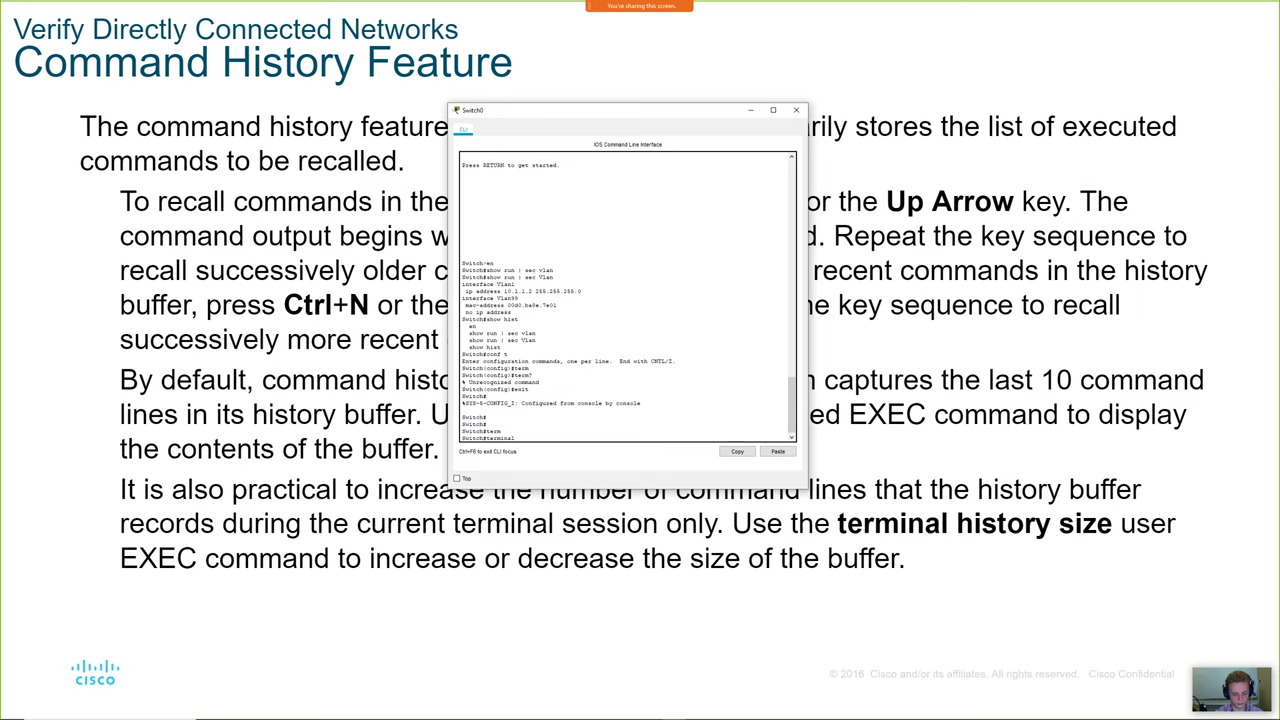 You're sharing this screen.
Verify Directly Connected Networks
Command History Feature
The command history feature
arily stores the list of executed
commands to be recalled.
To recall commands in the
or the Up Arrow key. The
command output begins w
d. Repeat the key sequence to
recall successively older c
recent commands in the history
buffer, press Ctrl+N or the
he key sequence to recall
successively more recent
By default, command histo
n captures the last 10 command
lines in its history buffer. U
ed EXEC command to display
the contents of the buffer.
It is also practical to increase the number of command lines that the history buffer
records during the current terminal session only. Use the terminal history size user
EXEC command to increase or decrease the size of the buffer.
Switch0
CLI
IOS Command Line Interface
Press RETURN to get started.
Switch>en
Switch#show run | sec vlan
Switch#show run | sec Vlan
interface Vlan1
ip address 10.1.1.2 255.255.255.0
interface Vlan99
mac-address 00d0.ba8e.7e01
no ip address
Switch#show hist
en
show run | sec vlan
show run | sec Vlan
show hist
Switch#conf t
Enter configuration commands, one per line. End with CNTL/Z.
Switch(config)#term
Switch(config)#term?
% Unrecognized command
Switch(config)#exit
Switch#
%SYS-5-CONFIG_I: Configured from console by console
Switch#
Switch#
Switch#term
Switch#terminal
Ctrl+F6 to exit CLI focus
Copy
Paste
Top
CISCO
© 2016 Cisco and/or its affiliates. All rights reserved. Cisco Confidential